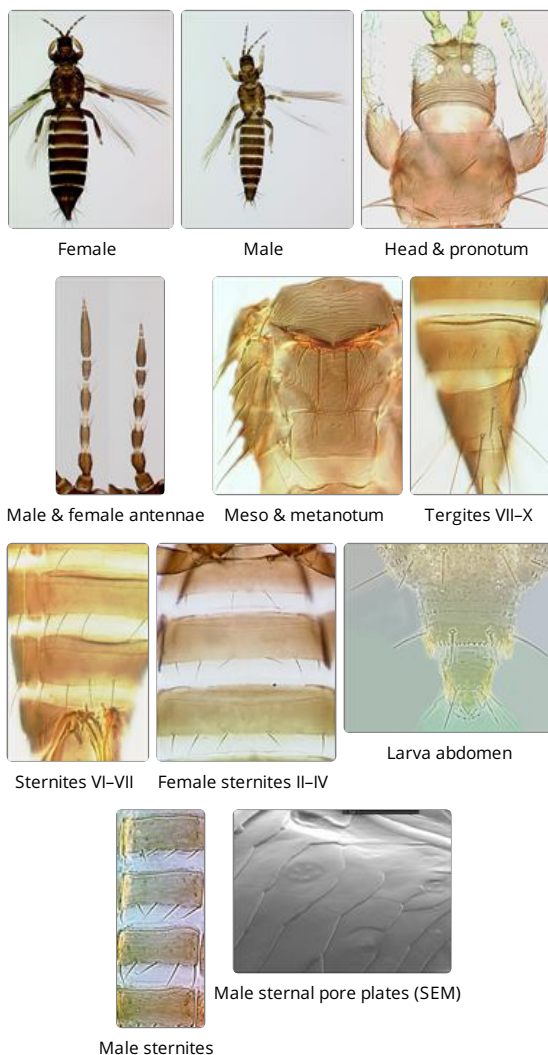 Female
Male
Head & pronotum
Male & female antennae
Meso & metanotum
Tergites VII–X
Sternites VI–VII
Female sternites II–IV
Larva abdomen
Male sternites
Male sternal pore plates (SEM)